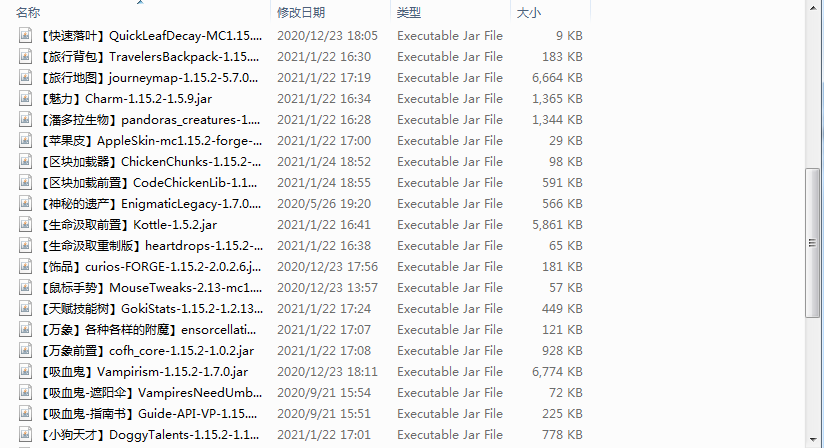 名称 修改日期 类型 大小
【快速落叶】QuickLeafDecay-MC1.15.... 2020/12/23 18:05 Executable Jar File 9 KB
【旅行背包】TravelersBackpack-1.15.... 2021/1/22 16:30 Executable Jar File 183 KB
【旅行地图】journeymap-1.15.2-5.7.0... 2021/1/22 17:19 Executable Jar File 6,664 KB
【魅力】Charm-1.15.2-1.5.9.jar 2021/1/22 16:34 Executable Jar File 1,365 KB
【潘多拉生物】pandoras_creatures-1.... 2021/1/22 16:28 Executable Jar File 1,344 KB
【苹果皮】AppleSkin-mc1.15.2-forge-... 2021/1/22 17:00 Executable Jar File 29 KB
【区块加载器】ChickenChunks-1.15.2-... 2021/1/24 18:52 Executable Jar File 98 KB
【区块加载前置】CodeChickenLib-1.1... 2021/1/24 18:55 Executable Jar File 591 KB
【神秘的遗产】EnigmaticLegacy-1.7.0.... 2020/5/26 19:20 Executable Jar File 566 KB
【生命汲取前置】Kottle-1.5.2.jar 2021/1/22 16:41 Executable Jar File 5,861 KB
【生命汲取重制版】heartdrops-1.15.2-... 2021/1/22 16:38 Executable Jar File 65 KB
【饰品】curios-FORGE-1.15.2-2.0.2.6.j... 2020/12/23 17:56 Executable Jar File 181 KB
【鼠标手势】MouseTweaks-2.13-mc1.... 2020/12/23 13:57 Executable Jar File 57 KB
【天赋技能树】GokiStats-1.15.2-1.2.13... 2021/1/22 17:24 Executable Jar File 449 KB
【万象】各种各样的附魔】ensorcellati... 2021/1/22 17:07 Executable Jar File 121 KB
【万象前置】cofh_core-1.15.2-1.0.2.jar 2021/1/22 17:08 Executable Jar File 928 KB
【吸血鬼】Vampirism-1.15.2-1.7.0.jar 2020/12/23 18:11 Executable Jar File 6,774 KB
【吸血鬼-遮阳伞】VampiresNeedUmb... 2020/9/21 15:54 Executable Jar File 72 KB
【吸血鬼-指南书】Guide-API-VP-1.15.... 2020/9/21 15:51 Executable Jar File 225 KB
【小狗天才】DoggyTalents-1.15.2-1.1... 2021/1/22 17:01 Executable Jar File 778 KB